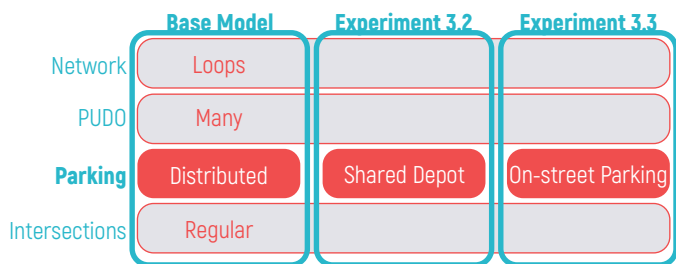 Base Model Experiment 3.2 Experiment 3.3
Network Loops
PUDO Many
Parking Distributed Shared Depot On-street Parking
Intersections Regular